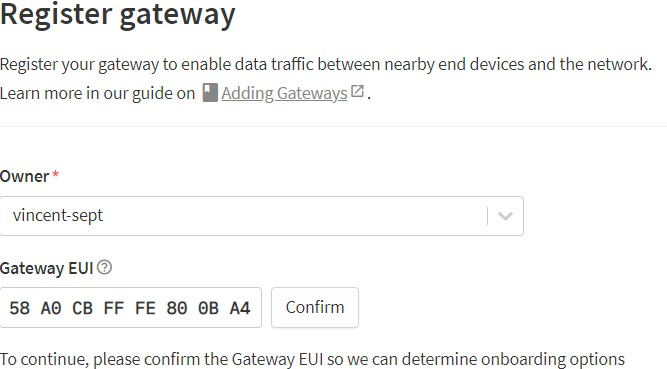 Register gateway
Register your gateway to enable data traffic between nearby end devices and the network.
Learn more in our guide on Adding Gateways.
Owner*
vincent-sept
Gateway EUI
58 A0 CB FF FE 80 0B A4 Confirm
To continue, please confirm the Gateway EUI so we can determine onboarding options